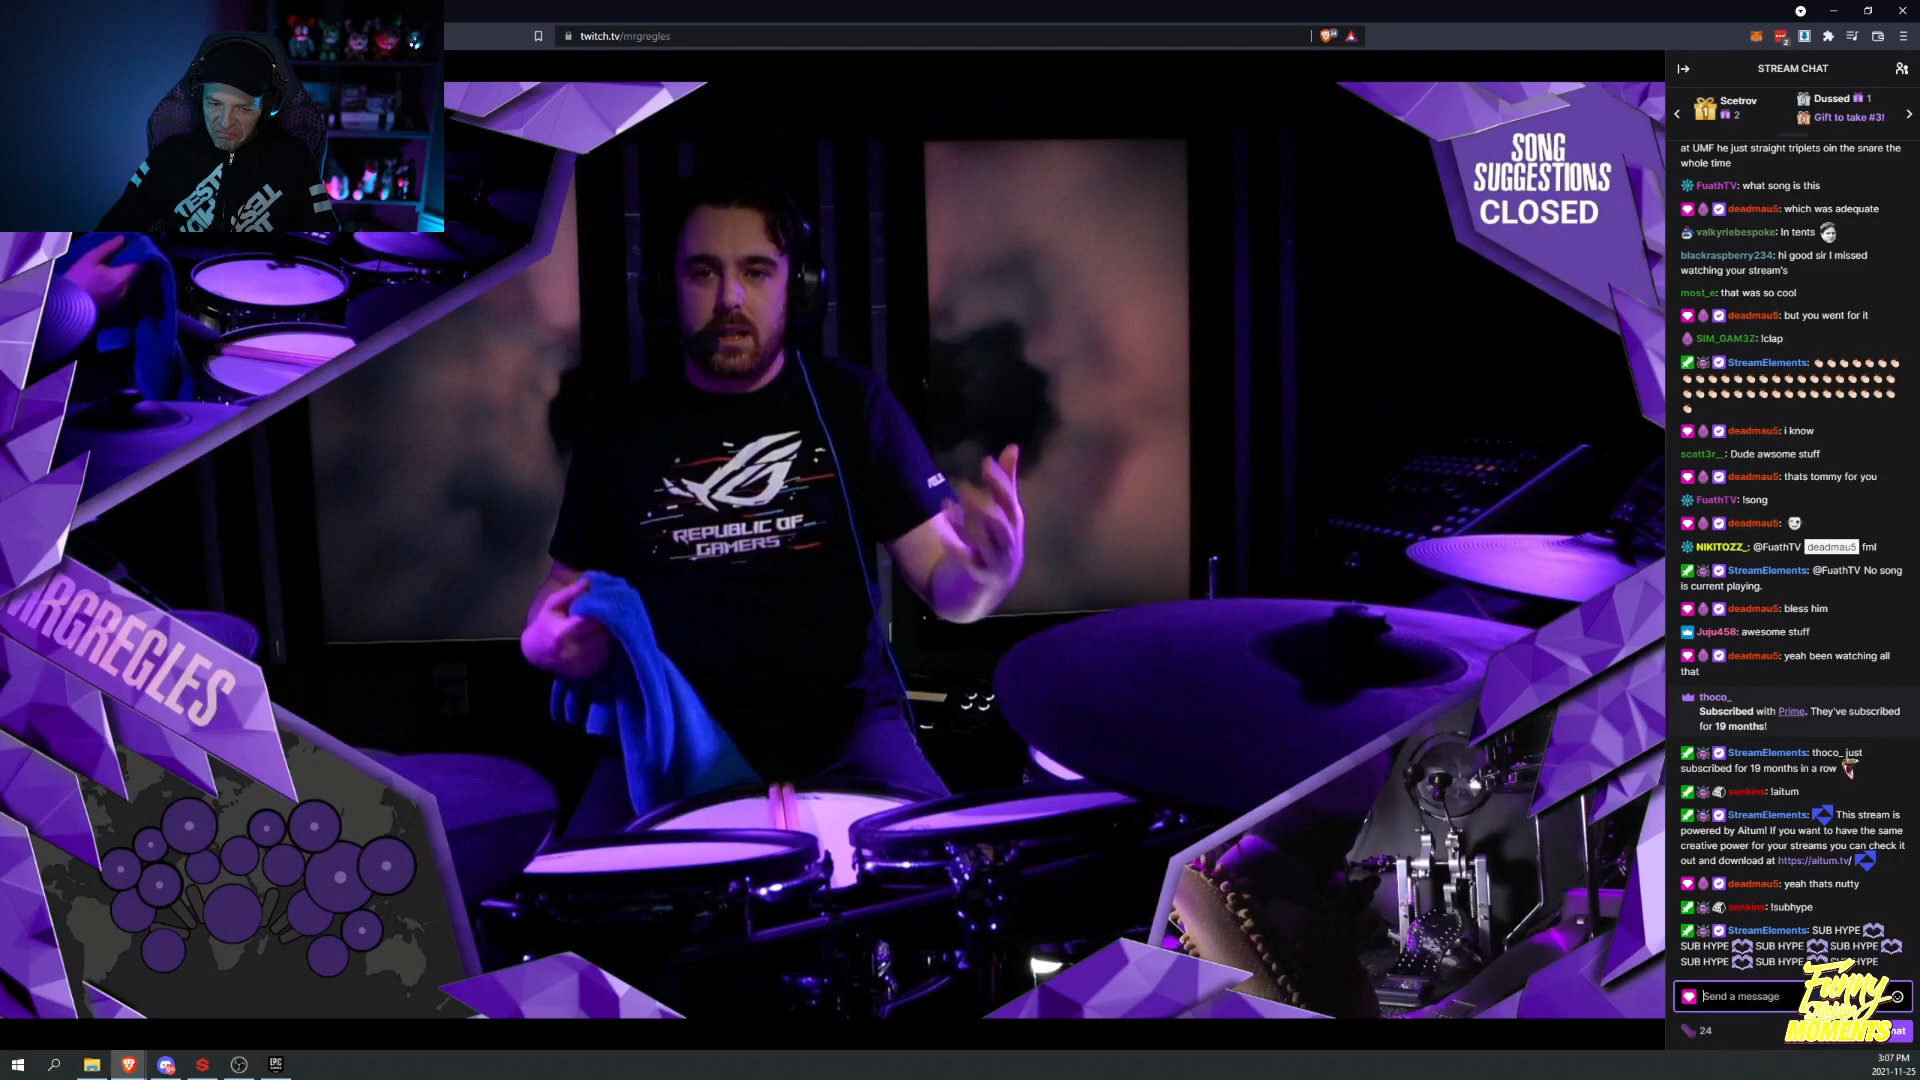 twitch.tv/mrgregles
STREAM CHAT
Scetrov
2
Dussed 1
Gift to take #3!
SONG
SUGGESTIONS
CLOSED
at UMF he just straight triplets oin the snare the
whole time
FuathTV: what song is this
deadmau5: which was adequate
valkyriebespoke: In tents
blackraspberry234: hi good sir I missed
watching your stream's
most_e: that was so cool
deadmau5: but you went for it
SIM_GAM3Z: !clap
StreamElements:
deadmau5: i know
scatt3r__: Dude awsome stuff
deadmau5: thats tommy for you
FuathTV: !song
deadmau5:
NIKITOZZ_: @FuathTV deadmau5 fml
StreamElements: @FuathTV No song
is current playing.
deadmau5: bless him
Juju458: awesome stuff
deadmau5: yeah been watching all
that
thoco_
Subscribed with Prime. They've subscribed
for 19 months!
StreamElements: thoco_ just
subscribed for 19 months in a row
senkins: !aitum
StreamElements: This stream is
powered by Aitum! If you want to have the same
creative power for your streams you can check it
out and download at https://aitum.tv/
deadmau5: yeah thats nutty
senkins: !subhype
StreamElements: SUB HYPE
SUB HYPE SUB HYPE SUB HYPE
SUB HYPE SUB HYPE
Send a message
24
Funny
MOMENTS
REPUBLIC OF
GAMERS
MRGREGLES
3:07 PM
2021-11-25